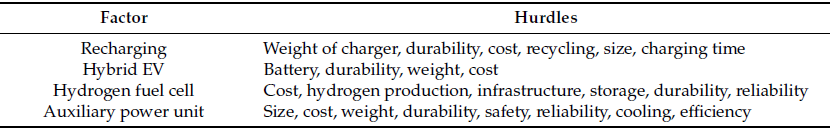 Factor Hurdles
Recharging Weight of charger, durability, cost, recycling, size, charging time
Hybrid EV Battery, durability, weight, cost
Hydrogen fuel cell Cost, hydrogen production, infrastructure, storage, durability, reliability
Auxiliary power unit Size, cost, weight, durability, safety, reliability, cooling, efficiency